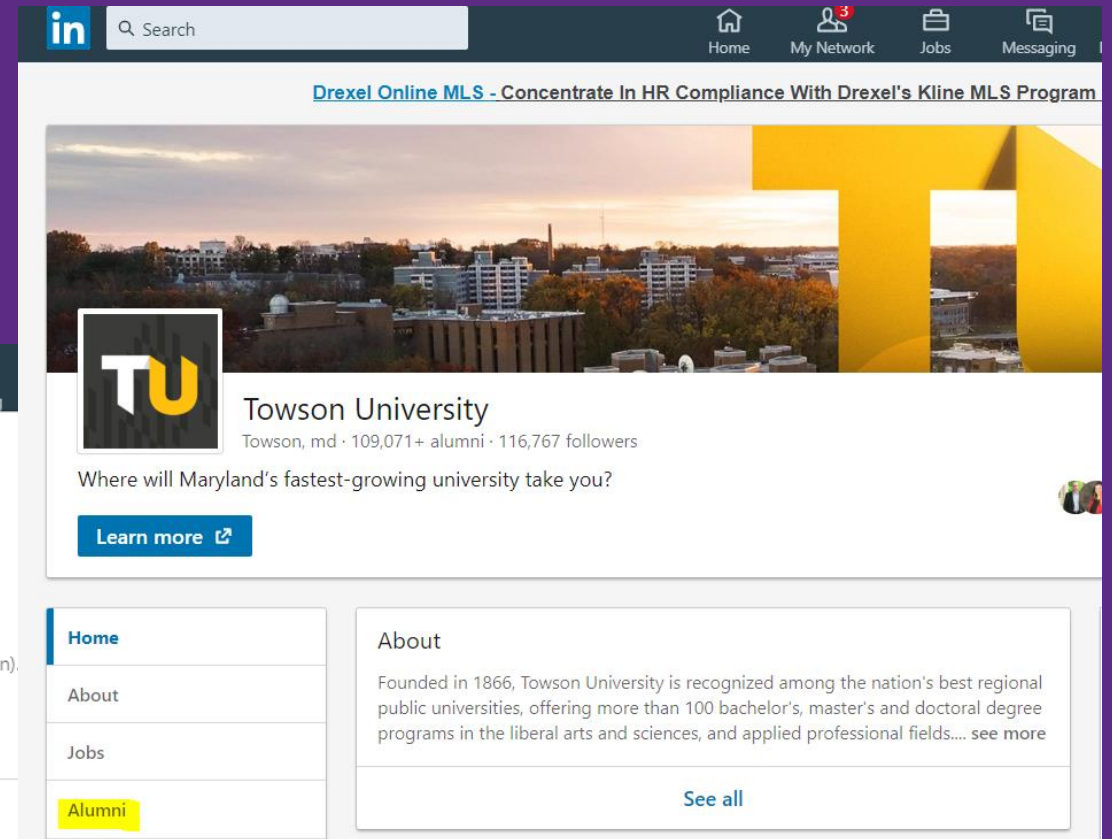 in Search
3
Home My Network Jobs Messaging
Drexel Online MLS - Concentrate In HR Compliance With Drexel's Kline MLS Program
TU
Towson University
Towson, md · 109,071+ alumni · 116,767 followers
Where will Maryland's fastest-growing university take you?
Learn more
Home
About
Jobs
Alumni
About
Founded in 1866, Towson University is recognized among the nation's best regional
public universities, offering more than 100 bachelor's, master's and doctoral degree
programs in the liberal arts and sciences, and applied professional fields.... see more
See all
n).